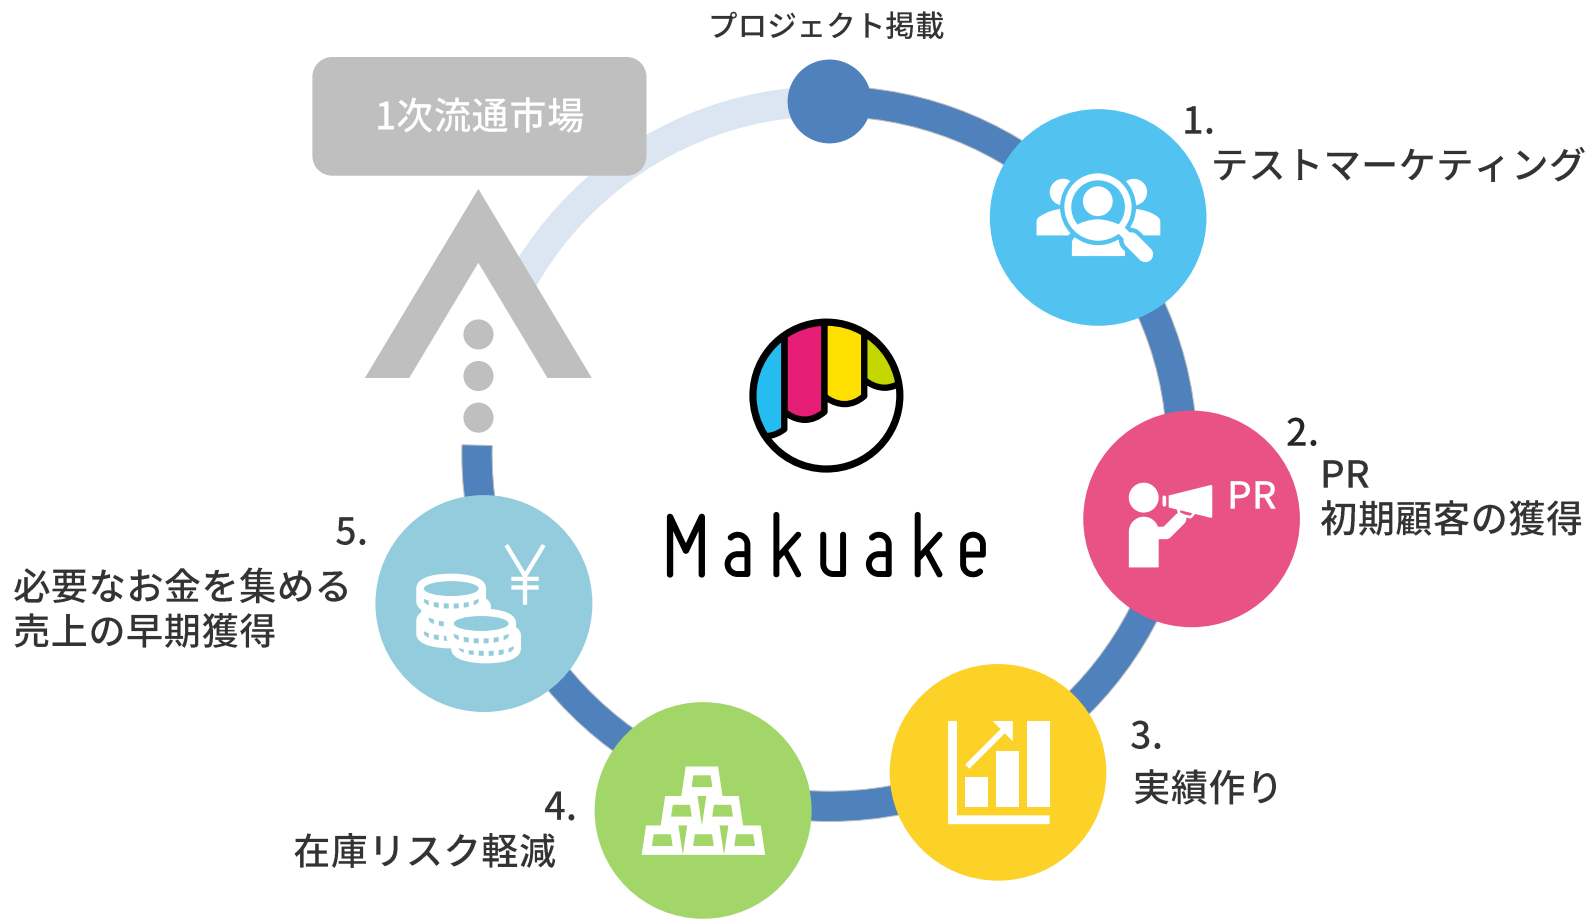 プロジェクト掲載
1次流通市場
1.
テストマーケティング
2.
PR
初期顧客の獲得
PR
3.
実績作り
4.
在庫リスク軽減
5.
必要なお金を集める
売上の早期獲得
¥
Makuake